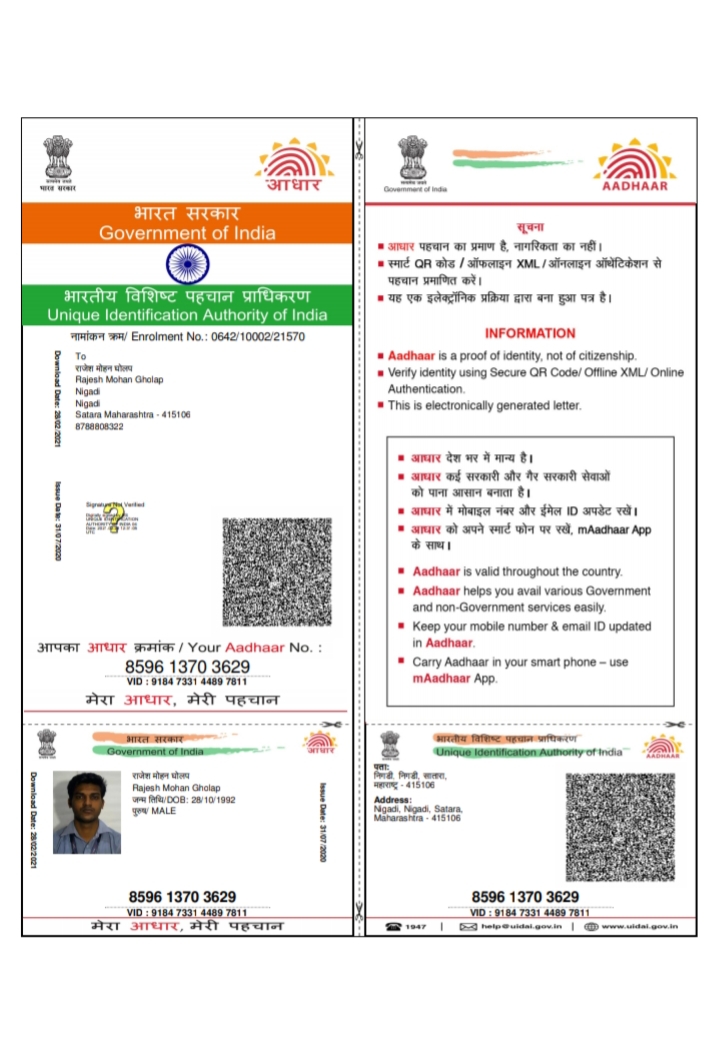 भारत सरकार
आधार
भारत सरकार
Government of India
भारतीय विशिष्ट पहचान प्राधिकरण
Unique Identification Authority of India
नामांकन क्रम/ Enrolment No.: 0642/10002/21570
Download Date: 28/02/2021
To
राजेश मोहन घोलप
Rajesh Mohan Gholap
Nigadi
Nigadi
Satara Maharashtra - 415106
8788808322
Issue Date: 31/07/2020
Signature Not Verified
आपका आधार क्रमांक / Your Aadhaar No. :
8596 1370 3629
VID : 9184 7331 4489 7811
मेरा आधार, मेरी पहचान
Government of India
AADHAAR
सूचना
आधार पहचान का प्रमाण है, नागरिकता का नहीं।
स्मार्ट QR कोड / ऑफलाइन XML / ऑनलाइन ऑथेंटिकेशन से
पहचान प्रमाणित करें।
यह एक इलेक्ट्रॉनिक प्रक्रिया द्वारा बना हुआ पत्र है।
INFORMATION
Aadhaar is a proof of identity, not of citizenship.
Verify identity using Secure QR Code/ Offline XML/ Online
Authentication.
This is electronically generated letter.
आधार देश भर में मान्य है।
आधार कई सरकारी और गैर सरकारी सेवाओं
को पाना आसान बनाता है।
आधार में मोबाइल नंबर और ईमेल ID अपडेट रखें।
आधार को अपने स्मार्ट फोन पर रखें, mAadhaar App
के साथ।
Aadhaar is valid throughout the country.
Aadhaar helps you avail various Government
and non-Government services easily.
Keep your mobile number & email ID updated
in Aadhaar.
Carry Aadhaar in your smart phone – use
mAadhaar App.
भारत सरकार
Government of India
आधार
Download Date: 28/02/2021
राजेश मोहन घोलप
Rajesh Mohan Gholap
जन्म तिथि/DOB: 28/10/1992
पुरुष/ MALE
Issue Date: 31/07/2020
8596 1370 3629
VID : 9184 7331 4489 7811
मेरा आधार, मेरी पहचान
भारतीय विशिष्ट पहचान प्राधिकरण
Unique Identification Authority of India
AADHAAR
पता:
निगडी, निगडी, सातारा,
महाराष्ट्र - 415106
Address:
Nigadi, Nigadi, Satara,
Maharashtra - 415106
8596 1370 3629
VID : 9184 7331 4489 7811
1947 | help@uidai.gov.in | www.uidai.gov.in